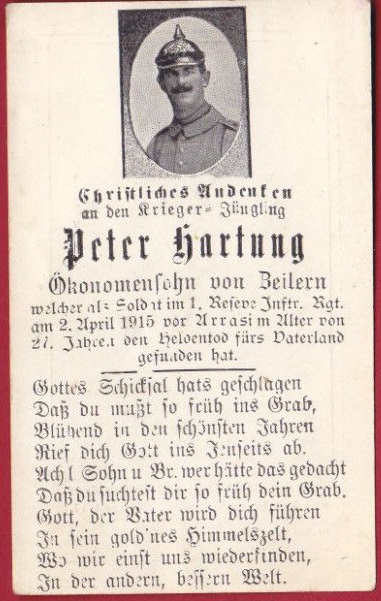 Christliches Andenken
an den Krieger-Jüngling
Peter Hartung
Ökonomensohn von Zeilern
welcher als Soldat im 1. Reseve Inftr. Rgt.
am 2. April 1915 vor Arras im Alter von
27. Jahren den Heldentod fürs Vaterland
gefunden hat.
Gottes Schicksal hats geschlagen
Daß du mußt so früh ins Grab,
Blühend in den schönsten Jahren
Rief dich Gott ins Jenseits ab.
Ach! Sohn u Br. wer hätte das gedacht
Daß du suchtest dir so früh dein Grab.
Gott, der Vater wird dich führen
In sein gold'nes Himmelszelt,
Wo wir einst uns wiederfinden,
In der andern, bessern Welt.